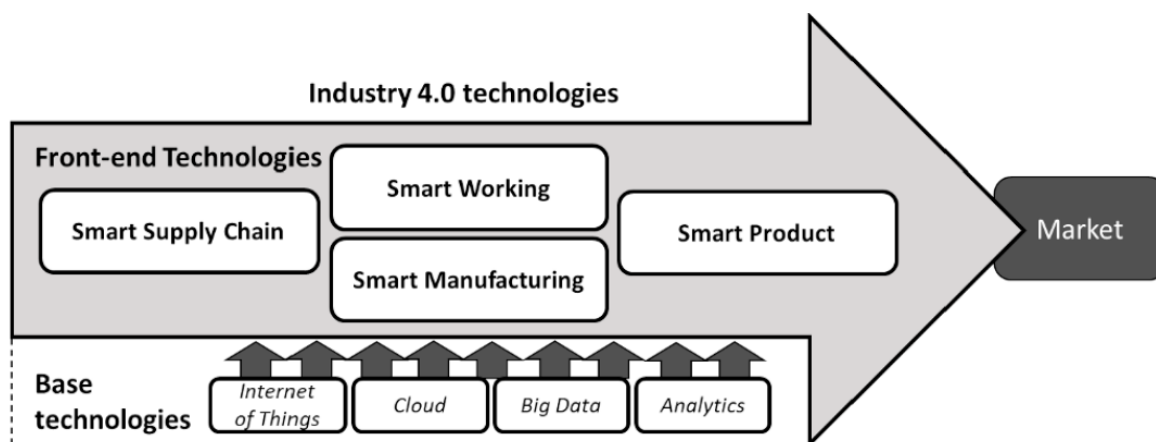 Industry 4.0 technologies
Front-end Technologies
Smart Supply Chain
Smart Working
Smart Manufacturing
Smart Product
Market
Base
technologies
Internet
of Things
Cloud
Big Data
Analytics